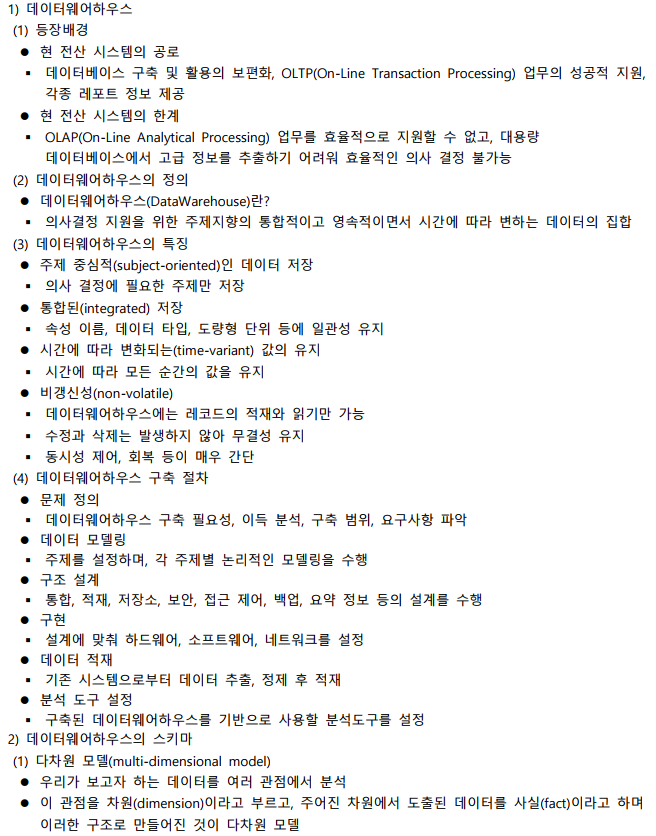 1) 데이터웨어하우스
(1) 등장배경
● 현 전산 시스템의 공로
▪ 데이터베이스 구축 및 활용의 보편화, OLTP(On-Line Transaction Processing) 업무의 성공적 지원,
각종 레포트 정보 제공
● 현 전산 시스템의 한계
▪ OLAP(On-Line Analytical Processing) 업무를 효율적으로 지원할 수 없고, 대용량
데이터베이스에서 고급 정보를 추출하기 어려워 효율적인 의사 결정 불가능
(2) 데이터웨어하우스의 정의
● 데이터웨어하우스(DataWarehouse)란?
▪ 의사결정 지원을 위한 주제지향의 통합적이고 영속적이면서 시간에 따라 변하는 데이터의 집합
(3) 데이터웨어하우스의 특징
● 주제 중심적(subject-oriented)인 데이터 저장
▪ 의사 결정에 필요한 주제만 저장
● 통합된(integrated) 저장
▪ 속성 이름, 데이터 타입, 도량형 단위 등에 일관성 유지
● 시간에 따라 변화되는(time-variant) 값의 유지
▪ 시간에 따라 모든 순간의 값을 유지
● 비갱신성(non-volatile)
▪ 데이터웨어하우스에는 레코드의 적재와 읽기만 가능
▪ 수정과 삭제는 발생하지 않아 무결성 유지
▪ 동시성 제어, 회복 등이 매우 간단
(4) 데이터웨어하우스 구축 절차
● 문제 정의
▪ 데이터웨어하우스 구축 필요성, 이득 분석, 구축 범위, 요구사항 파악
● 데이터 모델링
▪ 주제를 설정하며, 각 주제별 논리적인 모델링을 수행
● 구조 설계
▪ 통합, 적재, 저장소, 보안, 접근 제어, 백업, 요약 정보 등의 설계를 수행
● 구현
▪ 설계에 맞춰 하드웨어, 소프트웨어, 네트워크를 설정
● 데이터 적재
▪ 기존 시스템으로부터 데이터 추출, 정제 후 적재
● 분석 도구 설정
▪ 구축된 데이터웨어하우스를 기반으로 사용할 분석도구를 설정
2) 데이터웨어하우스의 스키마
(1) 다차원 모델(multi-dimensional model)
● 우리가 보고자 하는 데이터를 여러 관점에서 분석
● 이 관점을 차원(dimension)이라고 부르고, 주어진 차원에서 도출된 데이터를 사실(fact)이라고 하며
이러한 구조로 만들어진 것이 다차원 모델